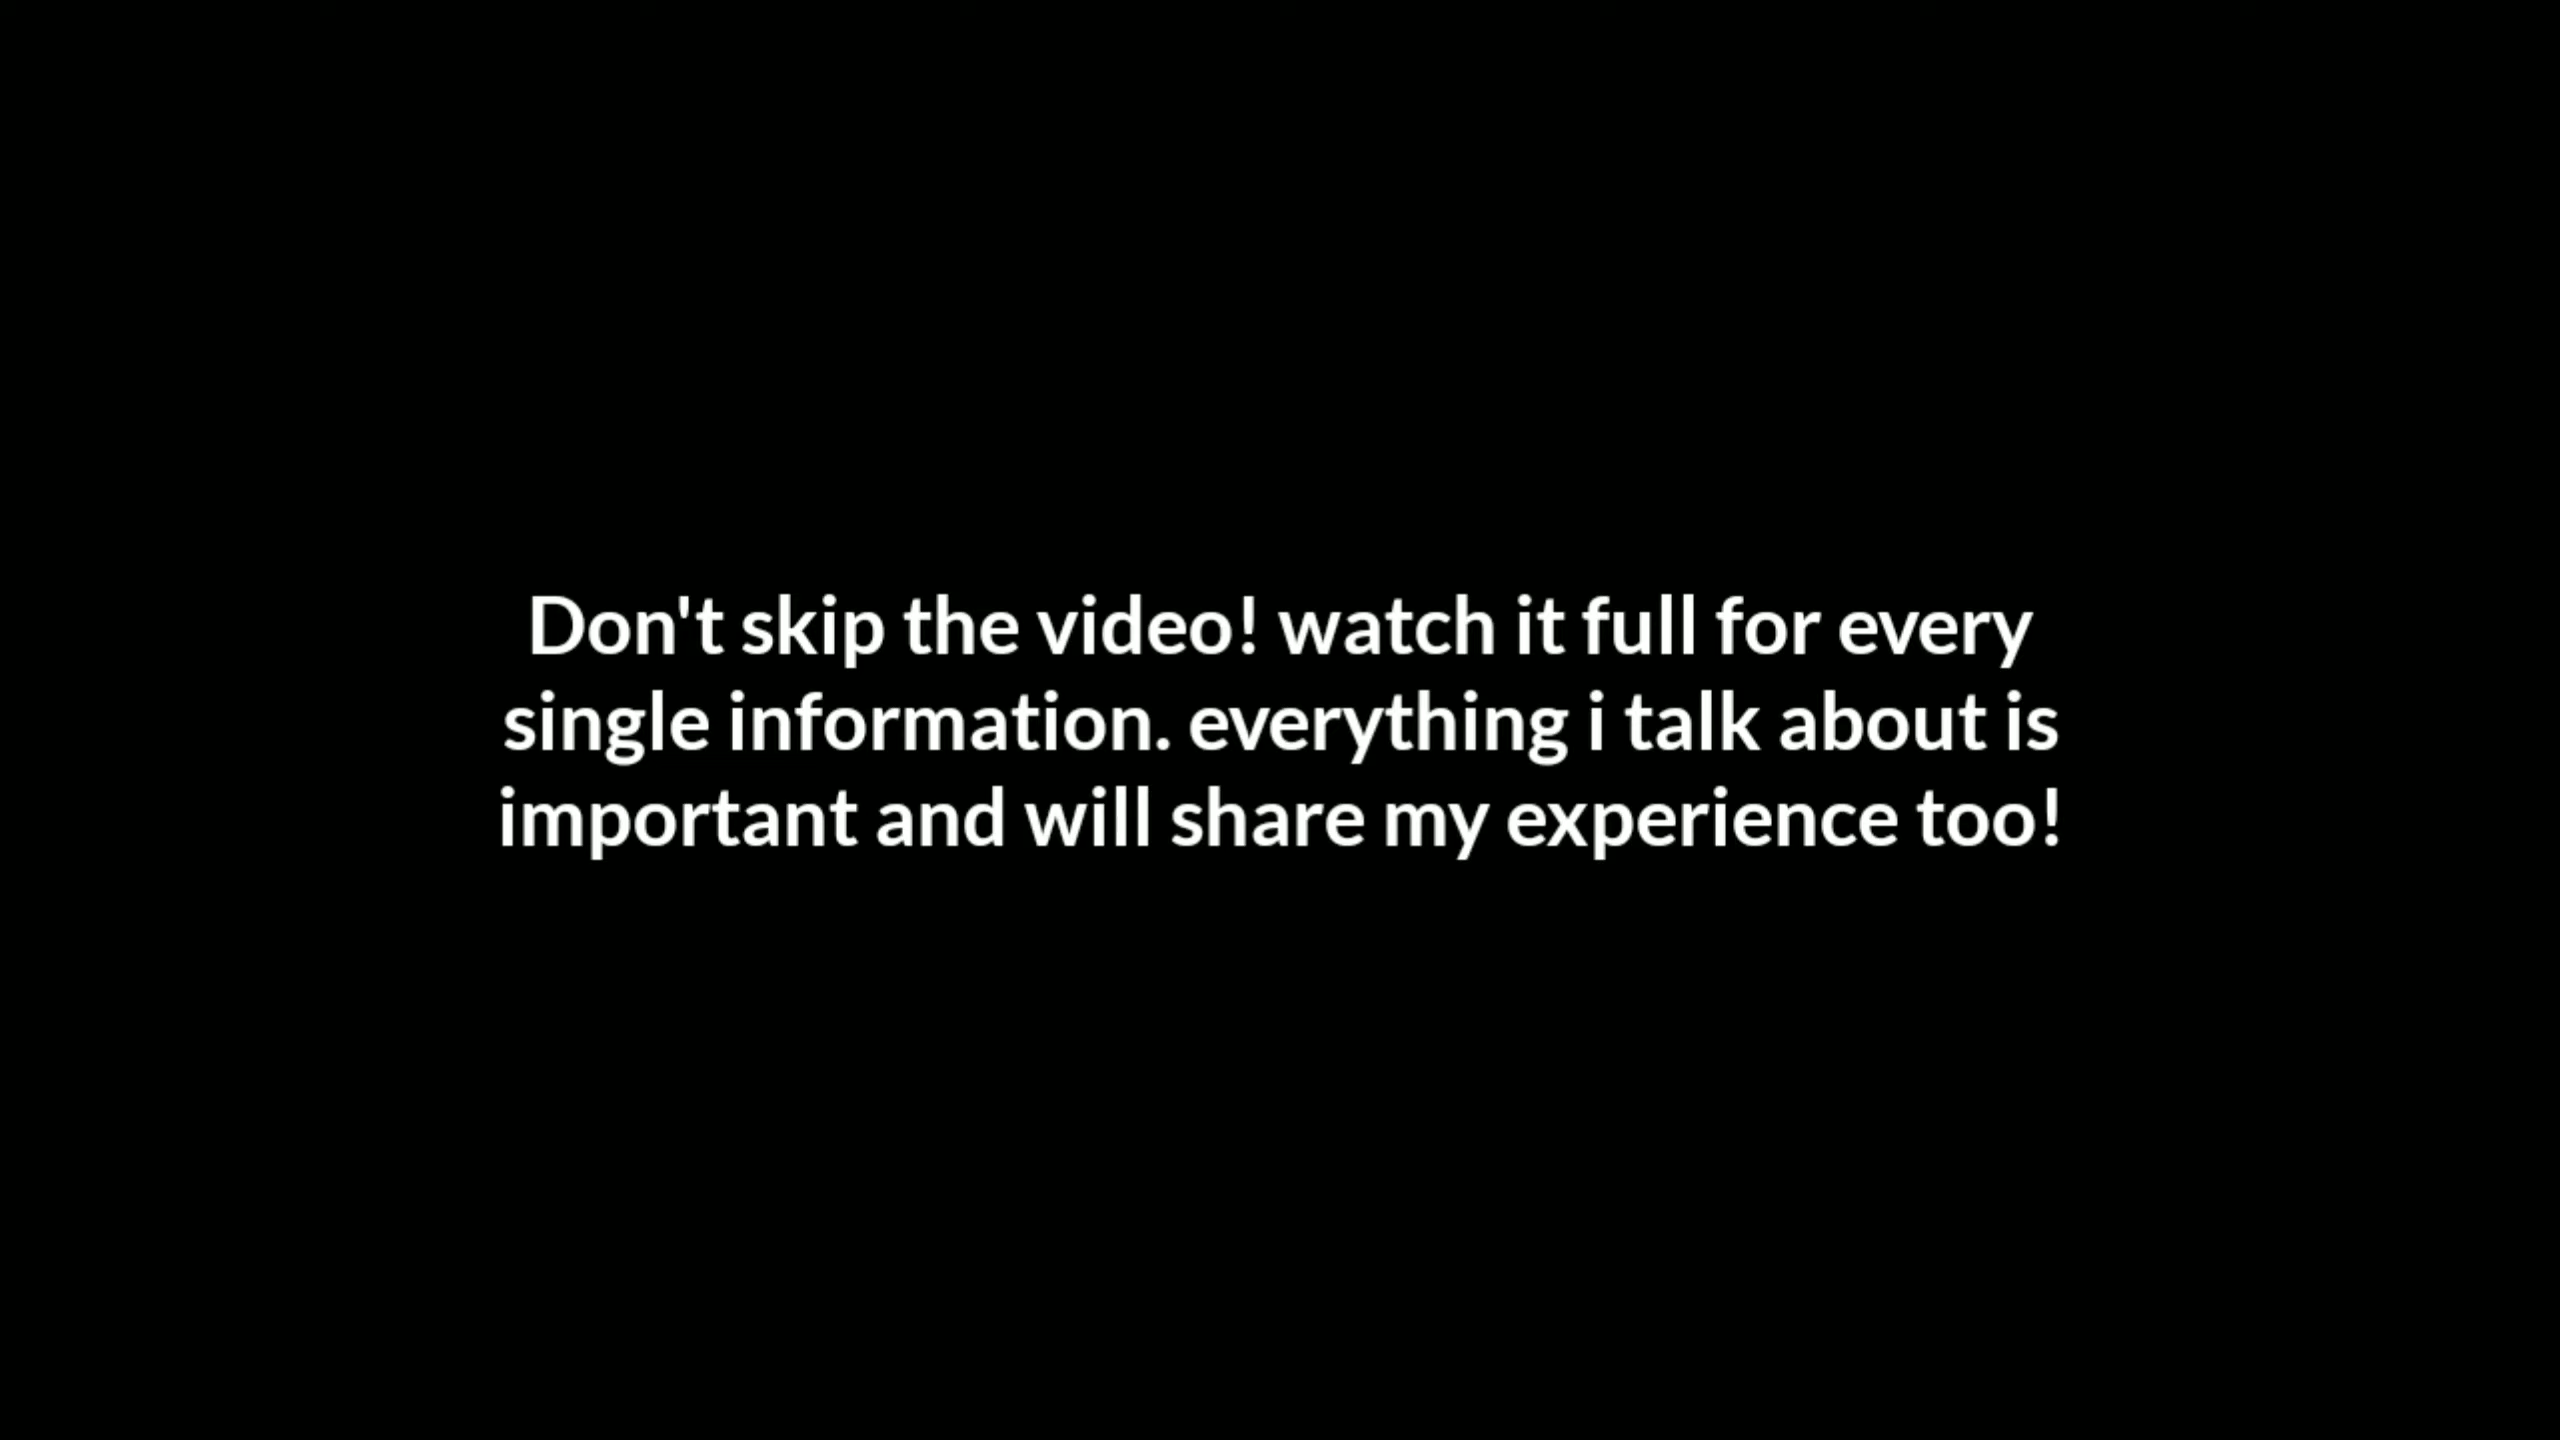 Don't skip the video! watch it full for every
single information. everything i talk about is
important and will share my experience too!